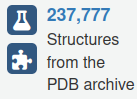 237,777
Structures
from the
PDB archive